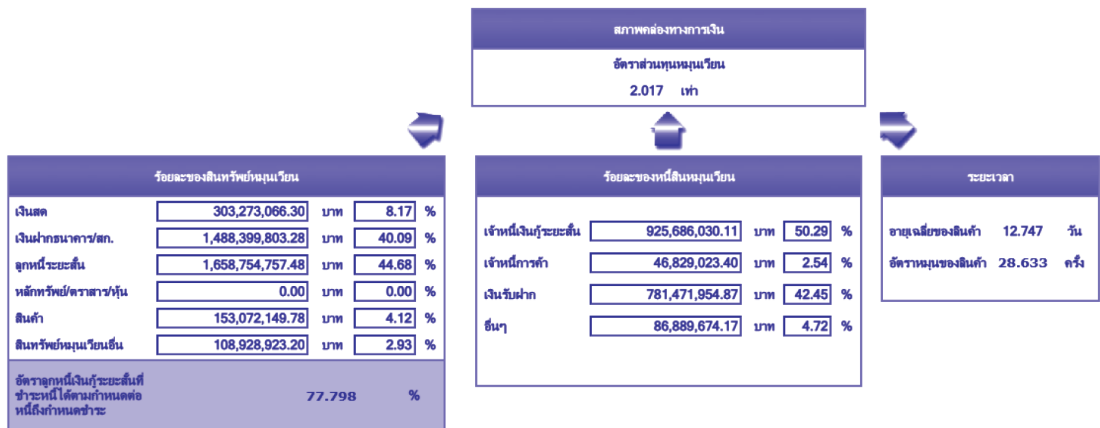 สภาพคล่องทางการเงิน
อัตราส่วนทุนหมุนเวียน
2.017 เท่า
ร้อยละของสินทรัพย์หมุนเวียน
เงินสด 303,273,066.30 บาท 8.17 %
เงินฝากธนาคาร/สก. 1,488,399,803.28 บาท 40.09 %
ลูกหนี้ระยะสั้น 1,658,754,757.48 บาท 44.68 %
หลักทรัพย์/ตราสาร/หุ้น 0.00 บาท 0.00 %
สินค้า 153,072,149.78 บาท 4.12 %
สินทรัพย์หมุนเวียนอื่น 108,928,923.20 บาท 2.93 %
อัตราลูกหนี้เงินกู้ระยะสั้นที่
ชำระหนี้ได้ตามกำหนดต่อ 77.798 %
หนี้ถึงกำหนดชำระ
ร้อยละของหนี้สินหมุนเวียน
เจ้าหนี้เงินกู้ระยะสั้น 925,686,030.11 บาท 50.29 %
เจ้าหนี้การค้า 46,829,023.40 บาท 2.54 %
เงินรับฝาก 781,471,954.87 บาท 42.45 %
อื่นๆ 86,889,674.17 บาท 4.72 %
ระยะเวลา
อายุเฉลี่ยของสินค้า 12.747 วัน
อัตราหมุนของสินค้า 28.633 ครั้ง